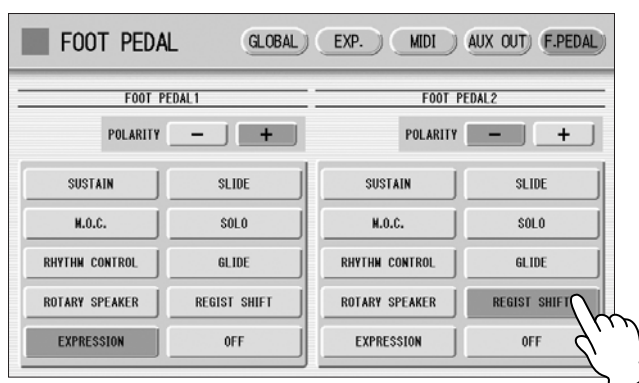 FOOT PEDAL GLOBAL EXP. MIDI AUX OUT F.PEDAL
FOOT PEDAL1
POLARITY − +
SUSTAIN SLIDE
M.O.C. SOLO
RHYTHM CONTROL GLIDE
ROTARY SPEAKER REGIST SHIFT
EXPRESSION OFF
FOOT PEDAL2
POLARITY − +
SUSTAIN SLIDE
M.O.C. SOLO
RHYTHM CONTROL GLIDE
ROTARY SPEAKER REGIST SHIFT
EXPRESSION OFF